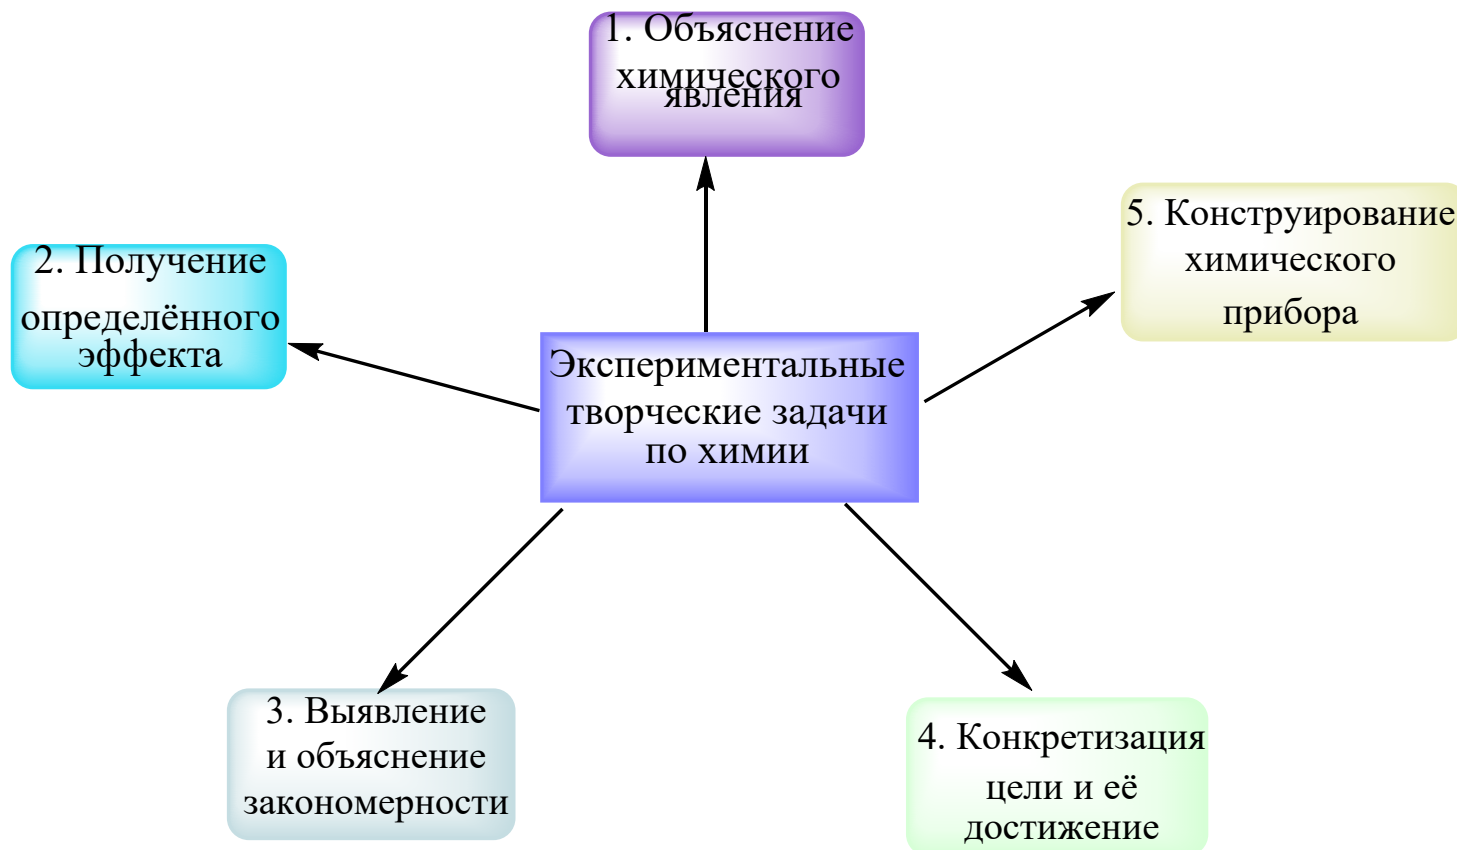 1. Объяснение
химического
явления
2. Получение
определённого
эффекта
5. Конструирование
химического
прибора
Экспериментальные
творческие задачи
по химии
3. Выявление
и объяснение
закономерности
4. Конкретизация
цели и её
достижение